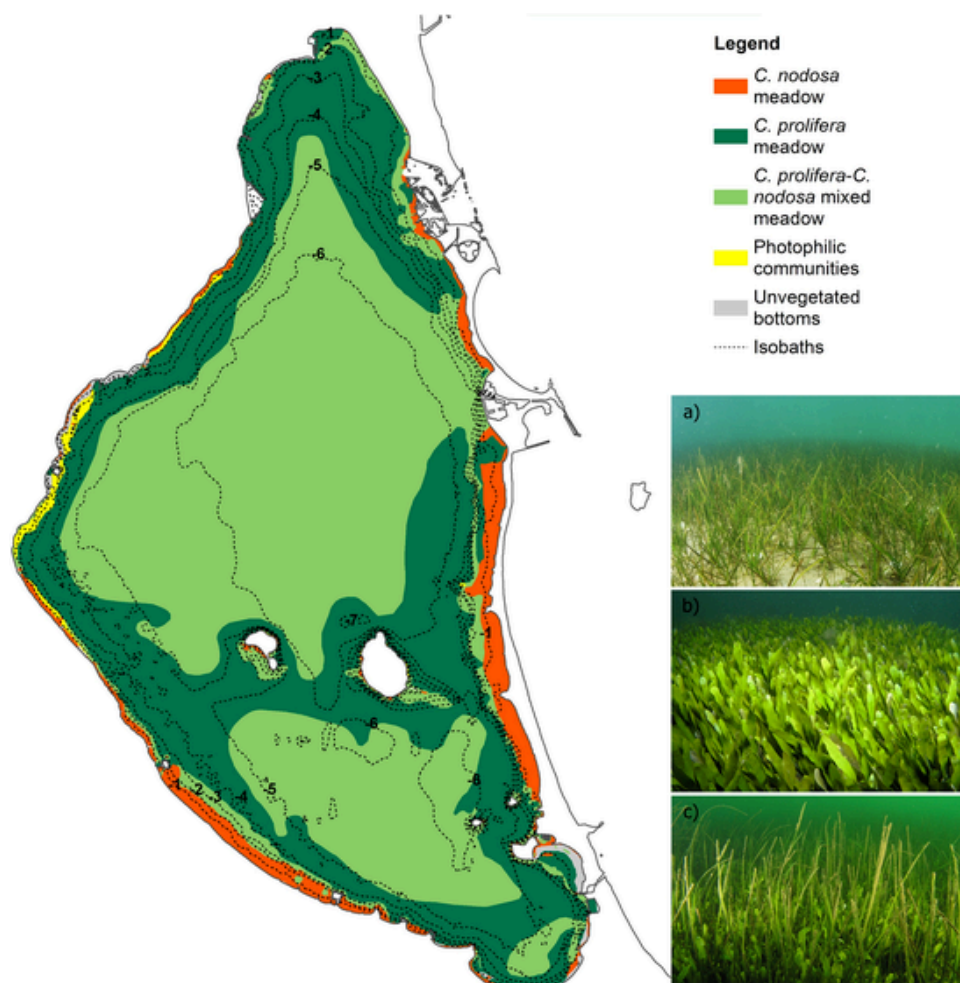 Legend
C. nodosa
meadow
C. prolifera
meadow
C. prolifera-C.
nodosa mixed
meadow
Photophilic
communities
Unvegetated
bottoms
Isobaths
-1
-2
-3
-4
-5
-6
-7
-1
-6
-6
-5
-1
-2
-3
-4
a)
b)
c)